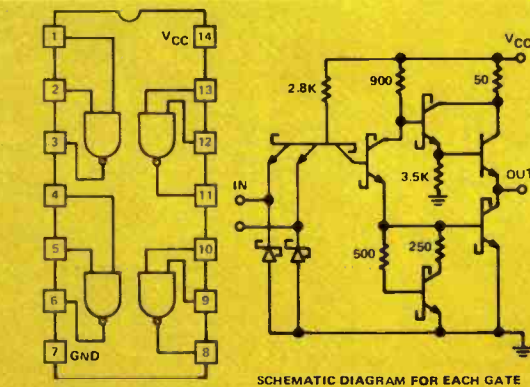 1
VCC
14
2
13
3
12
4
11
5
10
6
9
7
GND
8
VCC
2.8K
900
50
3.5K
IN
OUT
500
250
SCHEMATIC DIAGRAM FOR EACH GATE